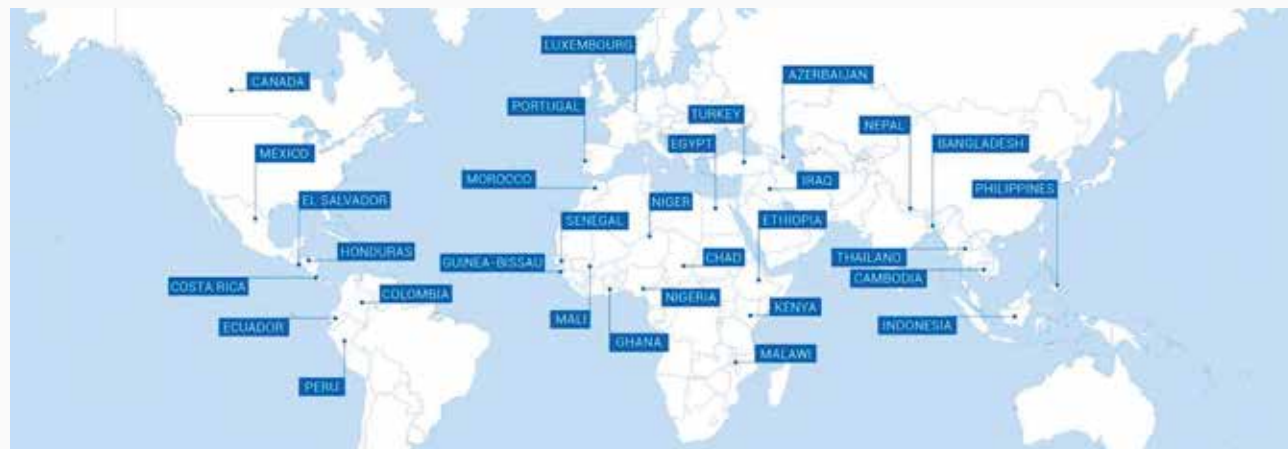 LUXEMBOURG
CANADA
AZERBAIJAN
PORTUGAL
TURKEY
NEPAL
EGYPT
BANGLADESH
MEXICO
MOROCCO
IRAQ
PHILIPPINES
EL SALVADOR
NIGER
SENEGAL
ETHIOPIA
HONDURAS
CHAD
THAILAND
GUINEA-BISSAU
CAMBODIA
COSTA RICA
COLOMBIA
NIGERIA
KENYA
ECUADOR
MALI
INDONESIA
GHANA
MALAWI
PERU